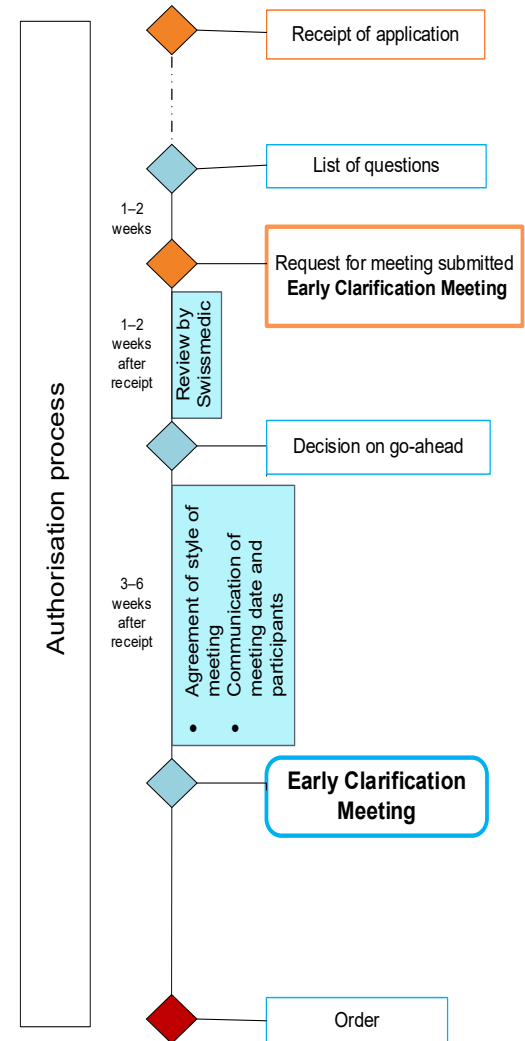 Authorisation process
Receipt of application
List of questions
1–2
weeks
Request for meeting submitted
Early Clarification Meeting
1–2
weeks
after
receipt
Review by
Swissmedic
Decision on go-ahead
3–6
weeks
after
receipt
• Agreement of style of
meeting
• Communication of
meeting date and
participants
Early Clarification
Meeting
Order